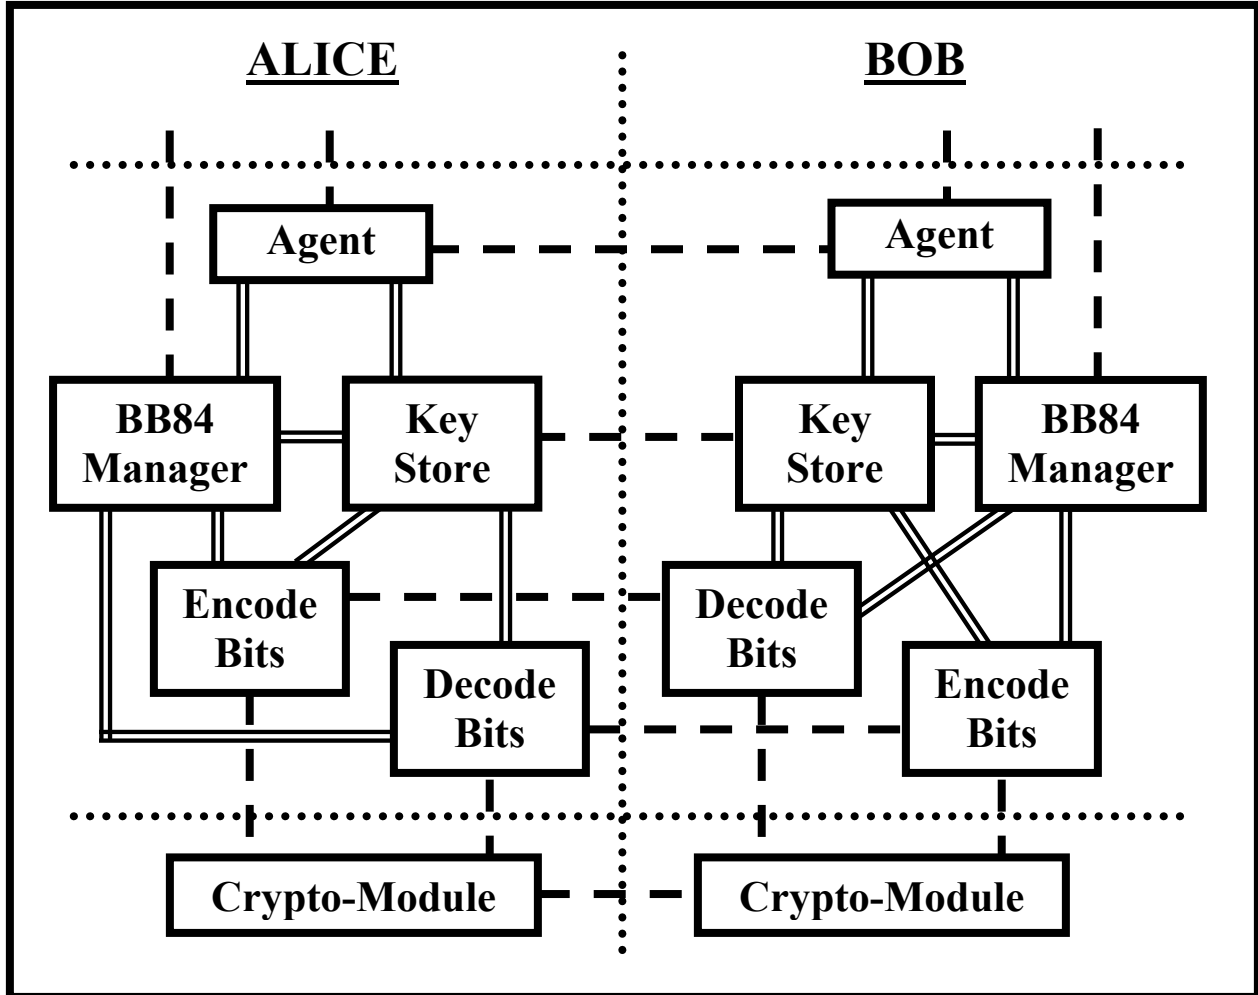 ALICE
BOB
Agent
Agent
BB84
Manager
Key
Store
Key
Store
BB84
Manager
Encode
Bits
Decode
Bits
Decode
Bits
Encode
Bits
Crypto-Module
Crypto-Module